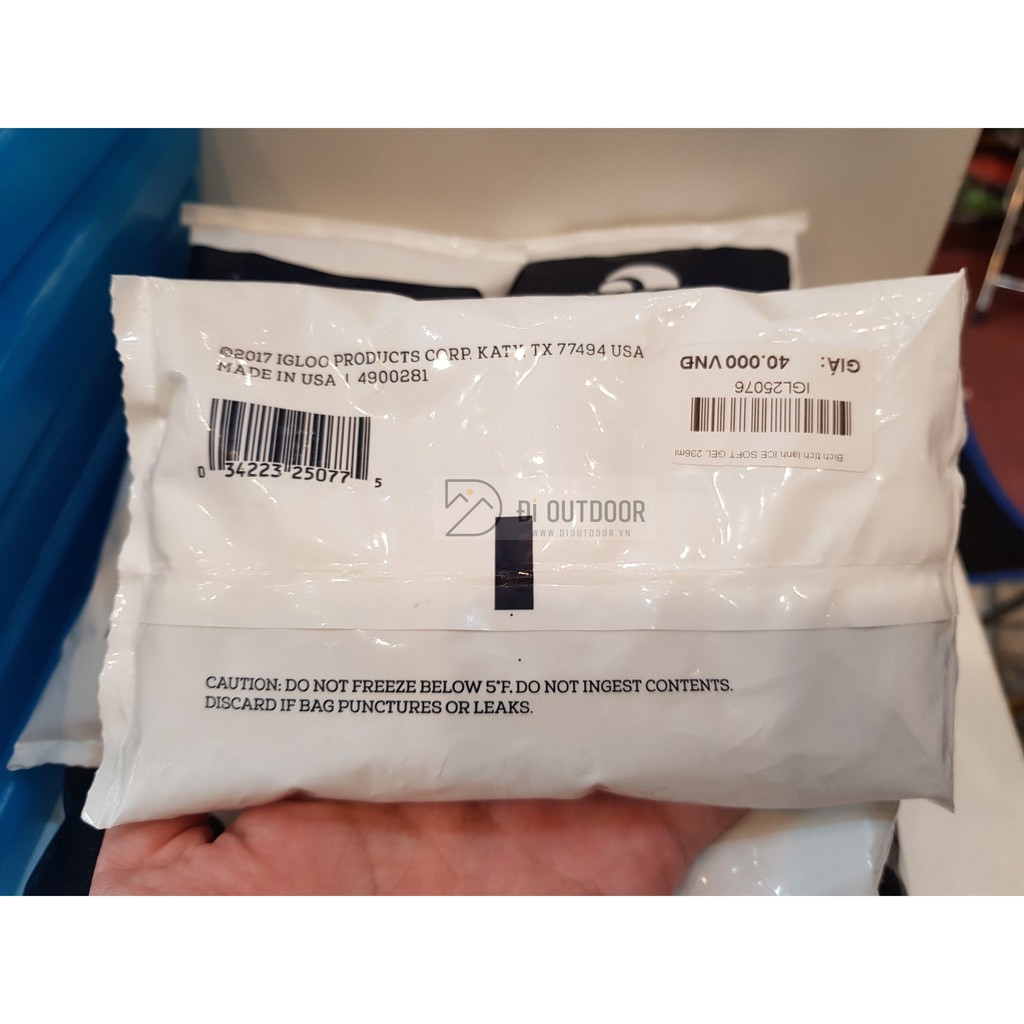 ©2017 IGLOO PRODUCTS CORP. KATY, TX 77494 USA
MADE IN USA | 4900281
0 34223 25077 5
GIÁ: 40.000 VNĐ
IGL25076
Bịch tích lạnh ICE SOFT GEL 236ml
Đi OUTDOOR
WWW.DIOUTDOOR.VN
CAUTION: DO NOT FREEZE BELOW 5°F. DO NOT INGEST CONTENTS.
DISCARD IF BAG PUNCTURES OR LEAKS.